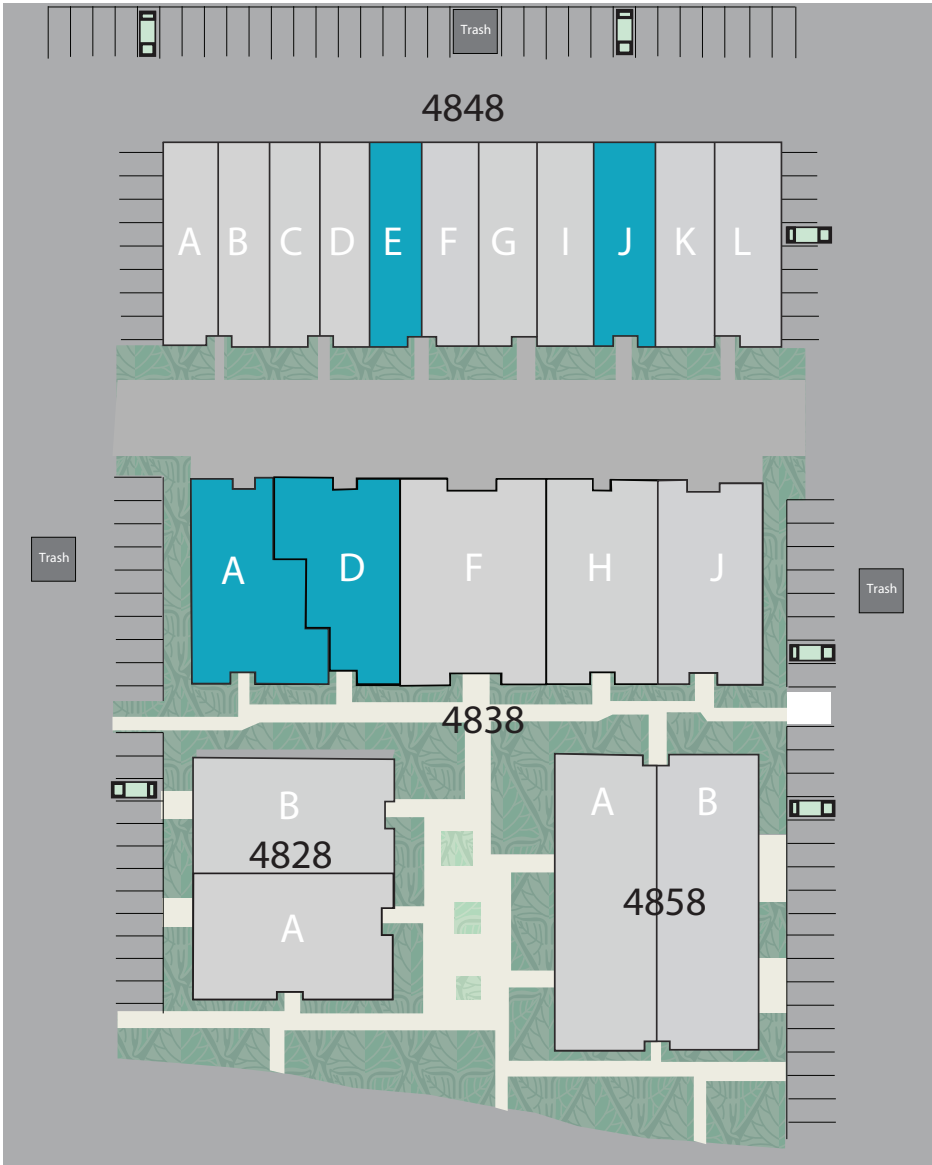 Trash
4848
A B C D E F G I J K L
A D F H J
Trash
Trash
4838
B
4828
A
A B
4858